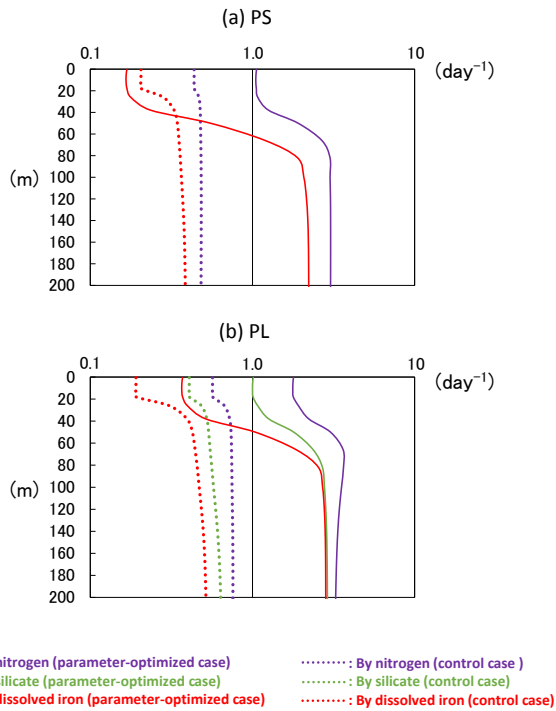 (a) PS
0.1 1.0 10
(day⁻¹)
0
20
40
60
80
(m)
100
120
140
160
180
200
(b) PL
0.1 1.0 10
(day⁻¹)
0
20
40
60
80
(m)
100
120
140
160
180
200
nitrogen (parameter-optimized case) : By nitrogen (control case )
silicate (parameter-optimized case) : By silicate (control case)
dissolved iron (parameter-optimized case) : By dissolved iron (control case)